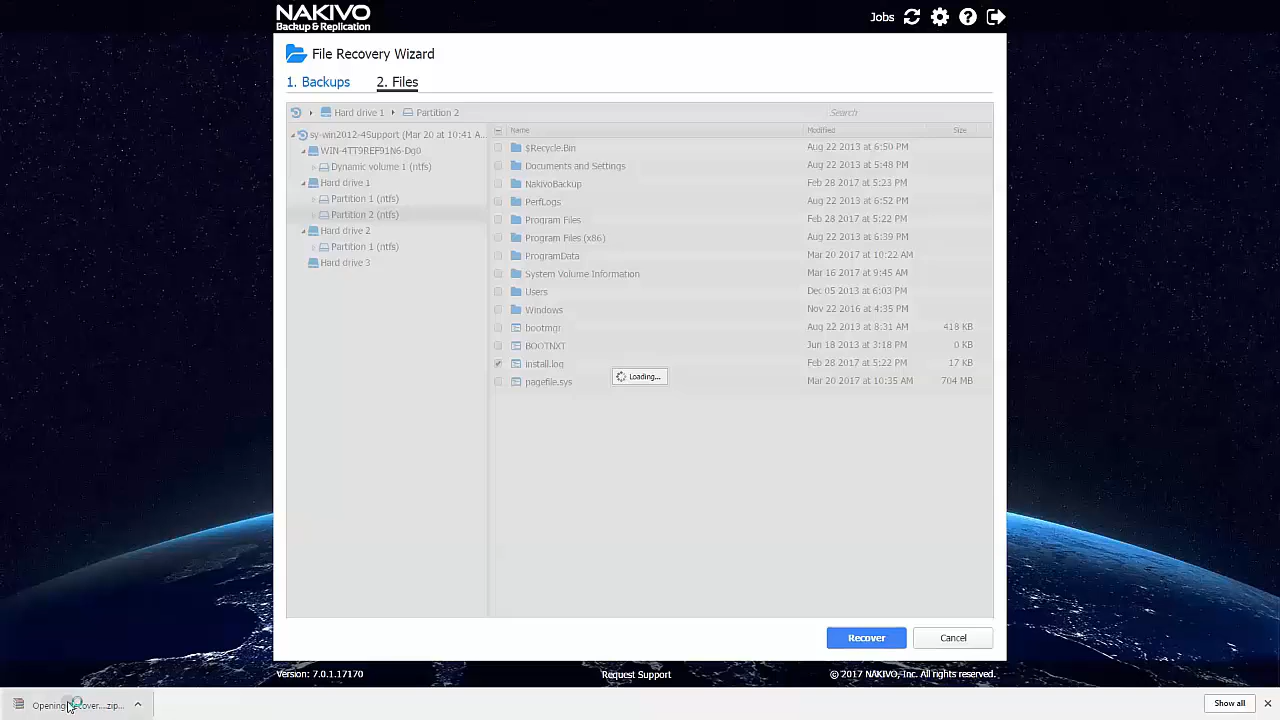 NAKIVO
Backup & Replication
Jobs
File Recovery Wizard
1. Backups 2. Files
Hard drive 1 Partition 2 Search
sy-win2012-4Support (Mar 20 at 10:41 A...
WIN-4TT9REF91N6-Dg0
Dynamic volume 1 (ntfs)
Hard drive 1
Partition 1 (ntfs)
Partition 2 (ntfs)
Hard drive 2
Partition 1 (ntfs)
Hard drive 3
Name Modified Size
$Recycle.Bin Aug 22 2013 at 6:50 PM
Documents and Settings Aug 22 2013 at 5:48 PM
NakivoBackup Feb 28 2017 at 5:23 PM
PerfLogs Aug 22 2013 at 6:52 PM
Program Files Feb 28 2017 at 5:22 PM
Program Files (x86) Aug 22 2013 at 6:39 PM
ProgramData Mar 20 2017 at 10:22 AM
System Volume Information Mar 16 2017 at 9:45 AM
Users Dec 05 2013 at 6:03 PM
Windows Nov 22 2016 at 4:35 PM
bootmgr Aug 22 2013 at 8:31 AM 418 KB
BOOTNXT Jun 18 2013 at 3:18 PM 0 KB
install.log Feb 28 2017 at 5:22 PM 17 KB
pagefile.sys Mar 20 2017 at 10:35 AM 704 MB
Loading...
Recover Cancel
Version: 7.0.1.17170 Request Support © 2017 NAKIVO, Inc. All rights reserved.
Opening recover....zip... Show all